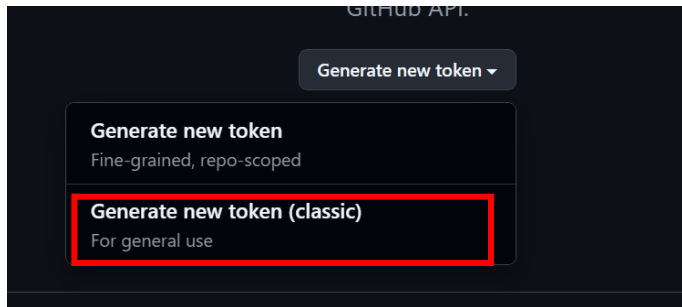 GitHub API.
Generate new token
Generate new token
Fine-grained, repo-scoped
Generate new token (classic)
For general use